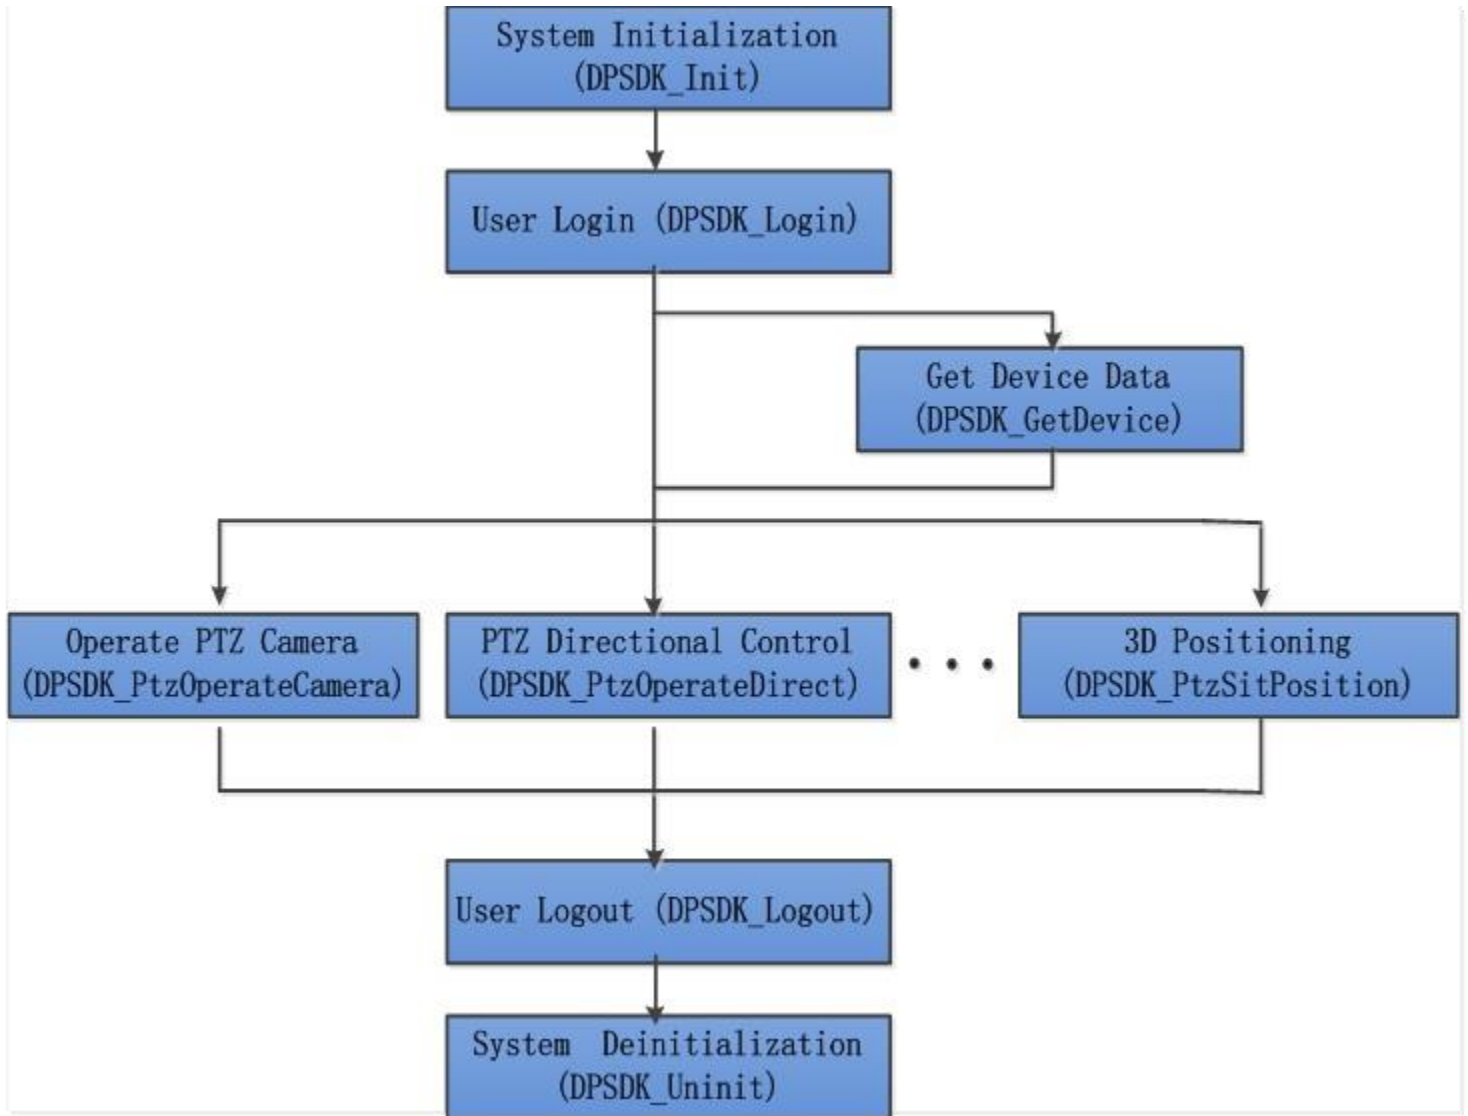 System Initialization
(DPSDK_Init)
User Login (DPSDK_Login)
Get Device Data
(DPSDK_GetDevice)
Operate PTZ Camera
(DPSDK_PtzOperateCamera)
PTZ Directional Control
(DPSDK_PtzOperateDirect)
3D Positioning
(DPSDK_PtzSitPosition)
User Logout (DPSDK_Logout)
System Deinitialization
(DPSDK_Uninit)